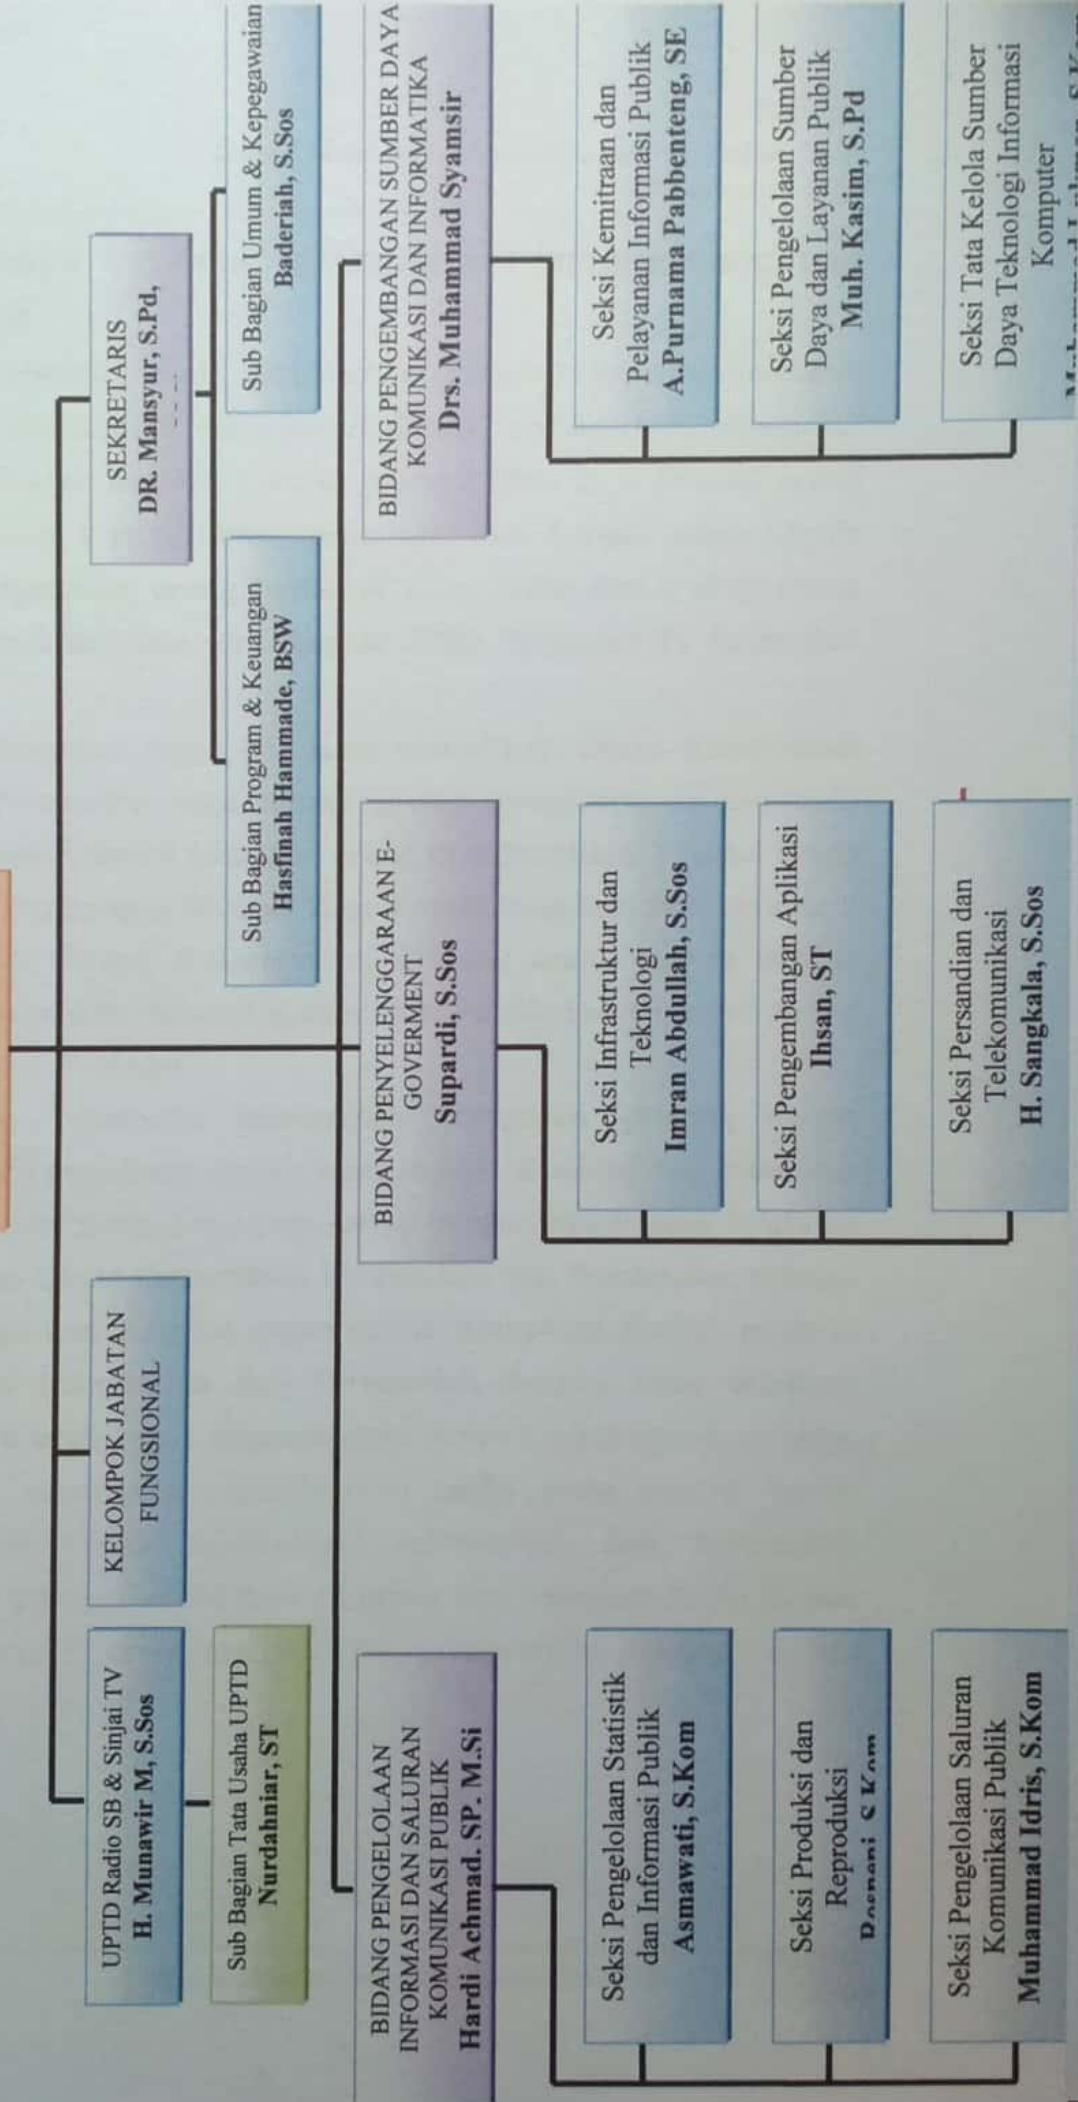 SEKRETARIS
DR. Mansyur, S.Pd,
UPTD Radio SB & Sinjai TV
H. Munawir M, S.Sos
KELOMPOK JABATAN
FUNGSIONAL
Sub Bagian Tata Usaha UPTD
Nurdahniar, ST
Sub Bagian Program & Keuangan
Hasfinah Hammade, BSW
Sub Bagian Umum & Kepegawaian
Baderiah, S.Sos
BIDANG PENGELOLAAN
INFORMASI DAN SALURAN
KOMUNIKASI PUBLIK
Hardi Achmad. SP. M.Si
Seksi Pengelolaan Statistik
dan Informasi Publik
Asmawati, S.Kom
Seksi Produksi dan
Reproduksi
S.Kom
Seksi Pengelolaan Saluran
Komunikasi Publik
Muhammad Idris, S.Kom
BIDANG PENYELENGGARAAN E-
GOVERMENT
Supardi, S.Sos
Seksi Infrastruktur dan
Teknologi
Imran Abdullah, S.Sos
Seksi Pengembangan Aplikasi
Ihsan, ST
Seksi Persandian dan
Telekomunikasi
H. Sangkala, S.Sos
BIDANG PENGEMBANGAN SUMBER DAYA
KOMUNIKASI DAN INFORMATIKA
Drs. Muhammad Syamsir
Seksi Kemitraan dan
Pelayanan Informasi Publik
A.Purnama Pabbenteng, SE
Seksi Pengelolaan Sumber
Daya dan Layanan Publik
Muh. Kasim, S.Pd
Seksi Tata Kelola Sumber
Daya Teknologi Informasi
Komputer